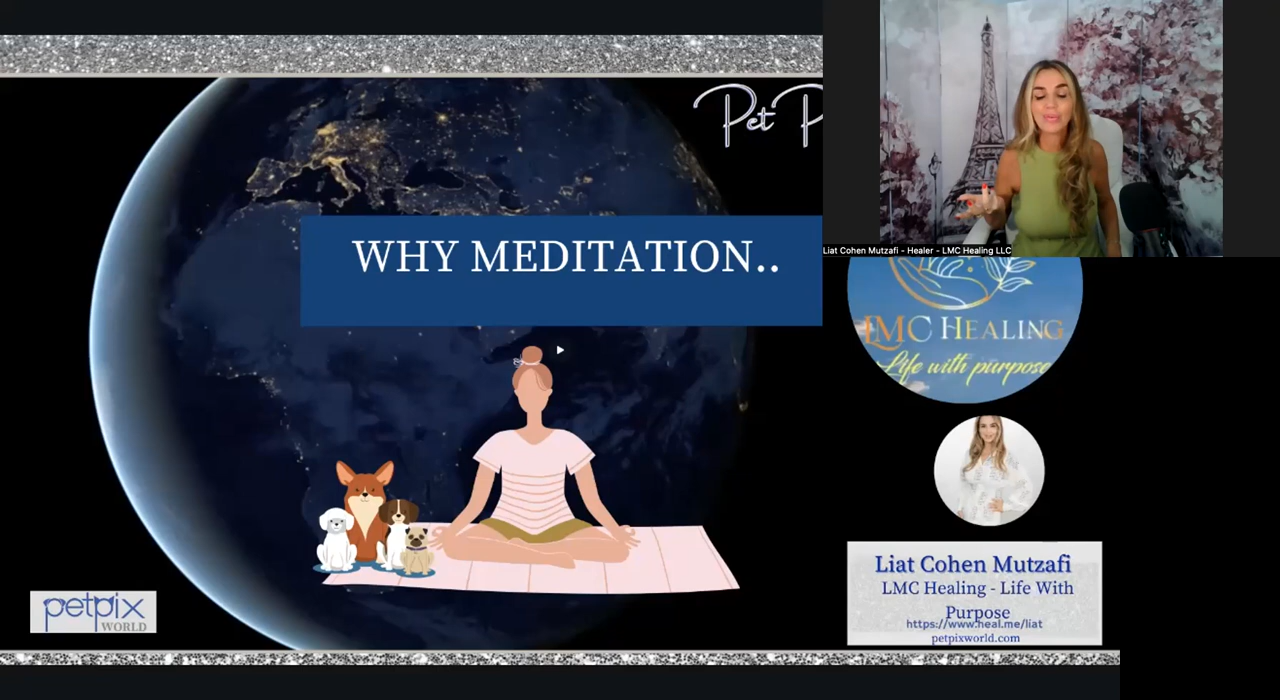 Pet P
WHY MEDITATION..
Liat Cohen Mutzafi - Healer - LMC Healing LLC
LMC HEALING
Life with purpose
Liat Cohen Mutzafi
LMC Healing - Life With
Purpose
https://www.heal.me/liat
petpixworld.com
petpix
WORLD